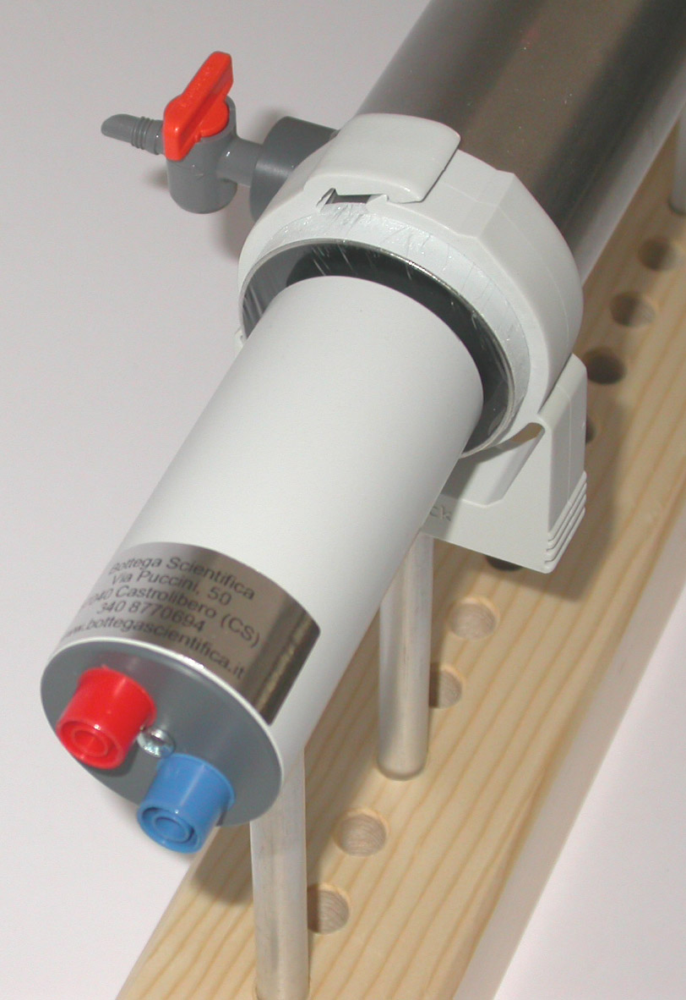 Bottega Scientifica
Via Puccini, 50
Castrolibero (CS)
340 8770694
www.bottegascientifica.it